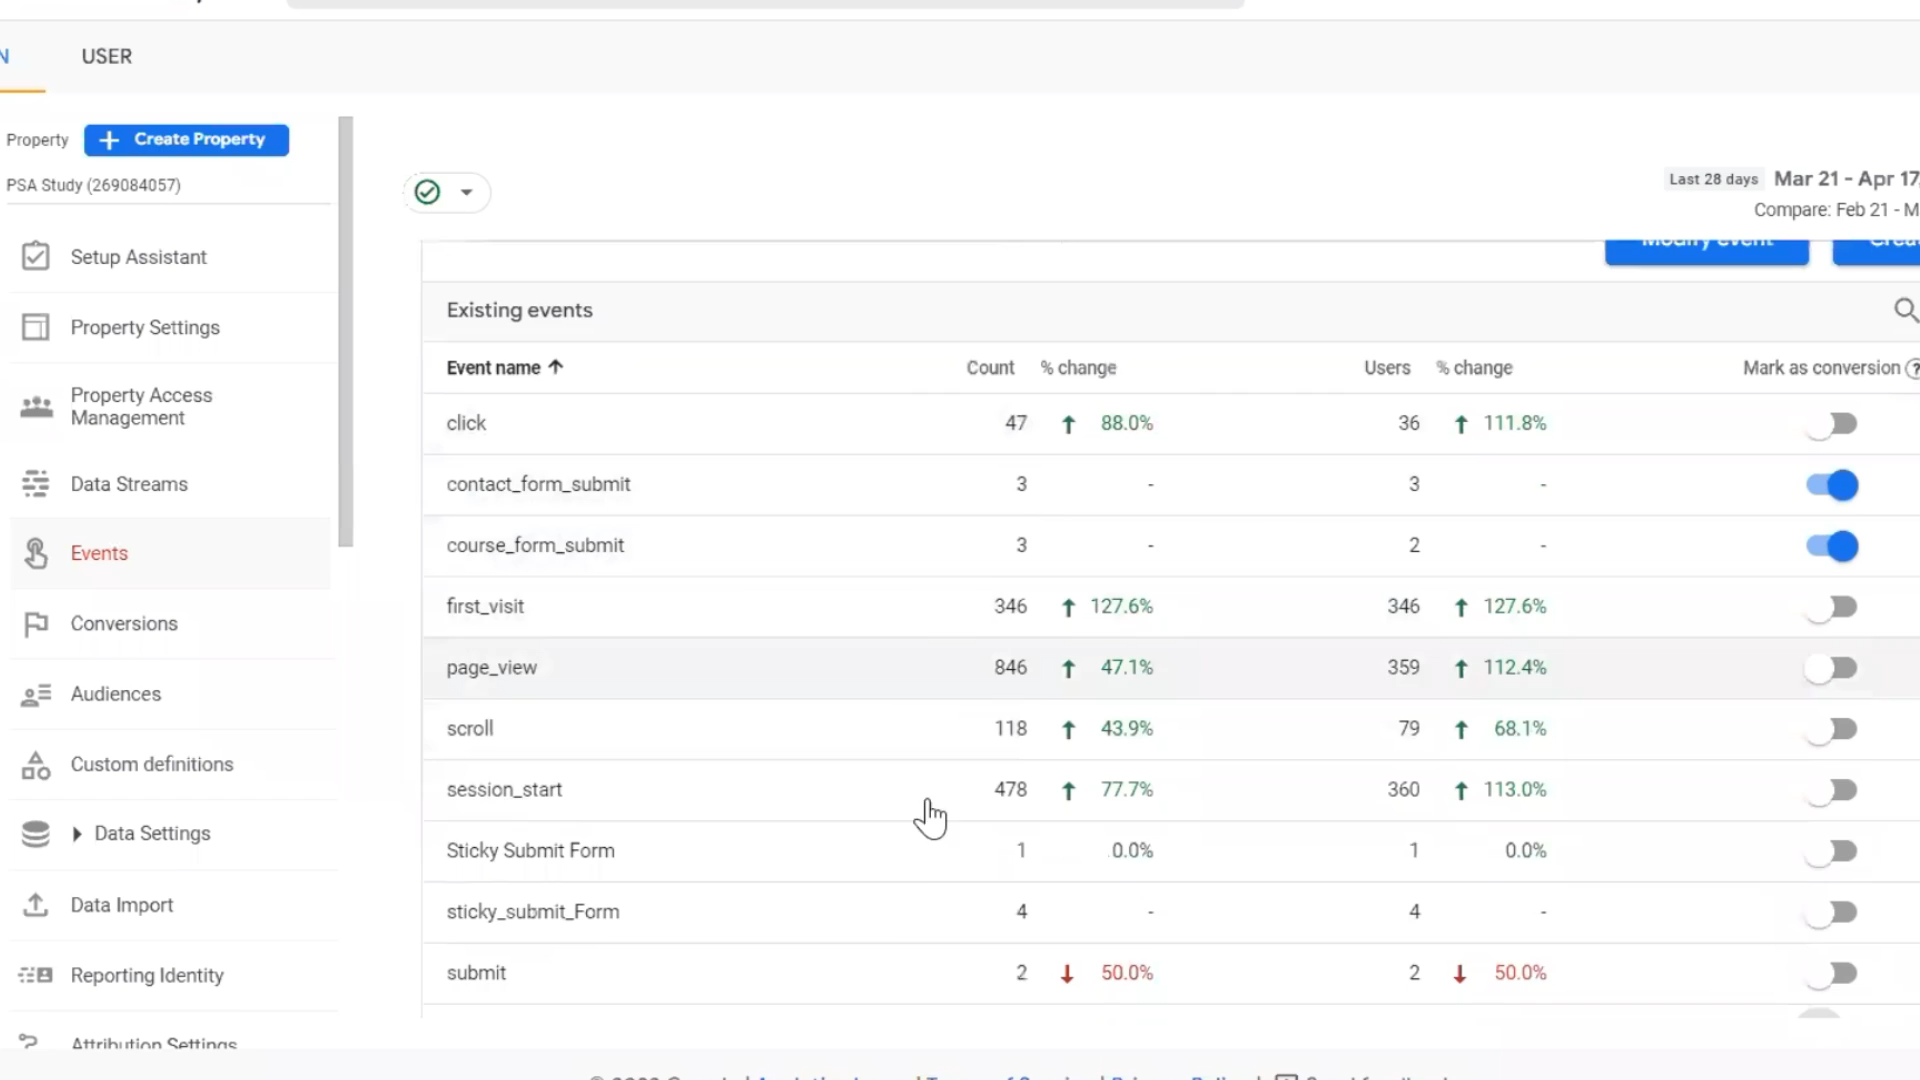 USER
Property
Create Property
PSA Study (269084057)
Setup Assistant
Property Settings
Property Access
Management
Data Streams
Events
Conversions
Audiences
Custom definitions
Data Settings
Data Import
Reporting Identity
Attribution Settings
Last 28 days Mar 21 - Apr 17,
Compare: Feb 21 - M
Modify event
Existing events
Event name Count % change Users % change Mark as conversion
click 47 88.0% 36 111.8%
contact_form_submit 3 - 3 -
course_form_submit 3 - 2 -
first_visit 346 127.6% 346 127.6%
page_view 846 47.1% 359 112.4%
scroll 118 43.9% 79 68.1%
session_start 478 77.7% 360 113.0%
Sticky Submit Form 1 0.0% 1 0.0%
sticky_submit_Form 4 - 4 -
submit 2 50.0% 2 50.0%